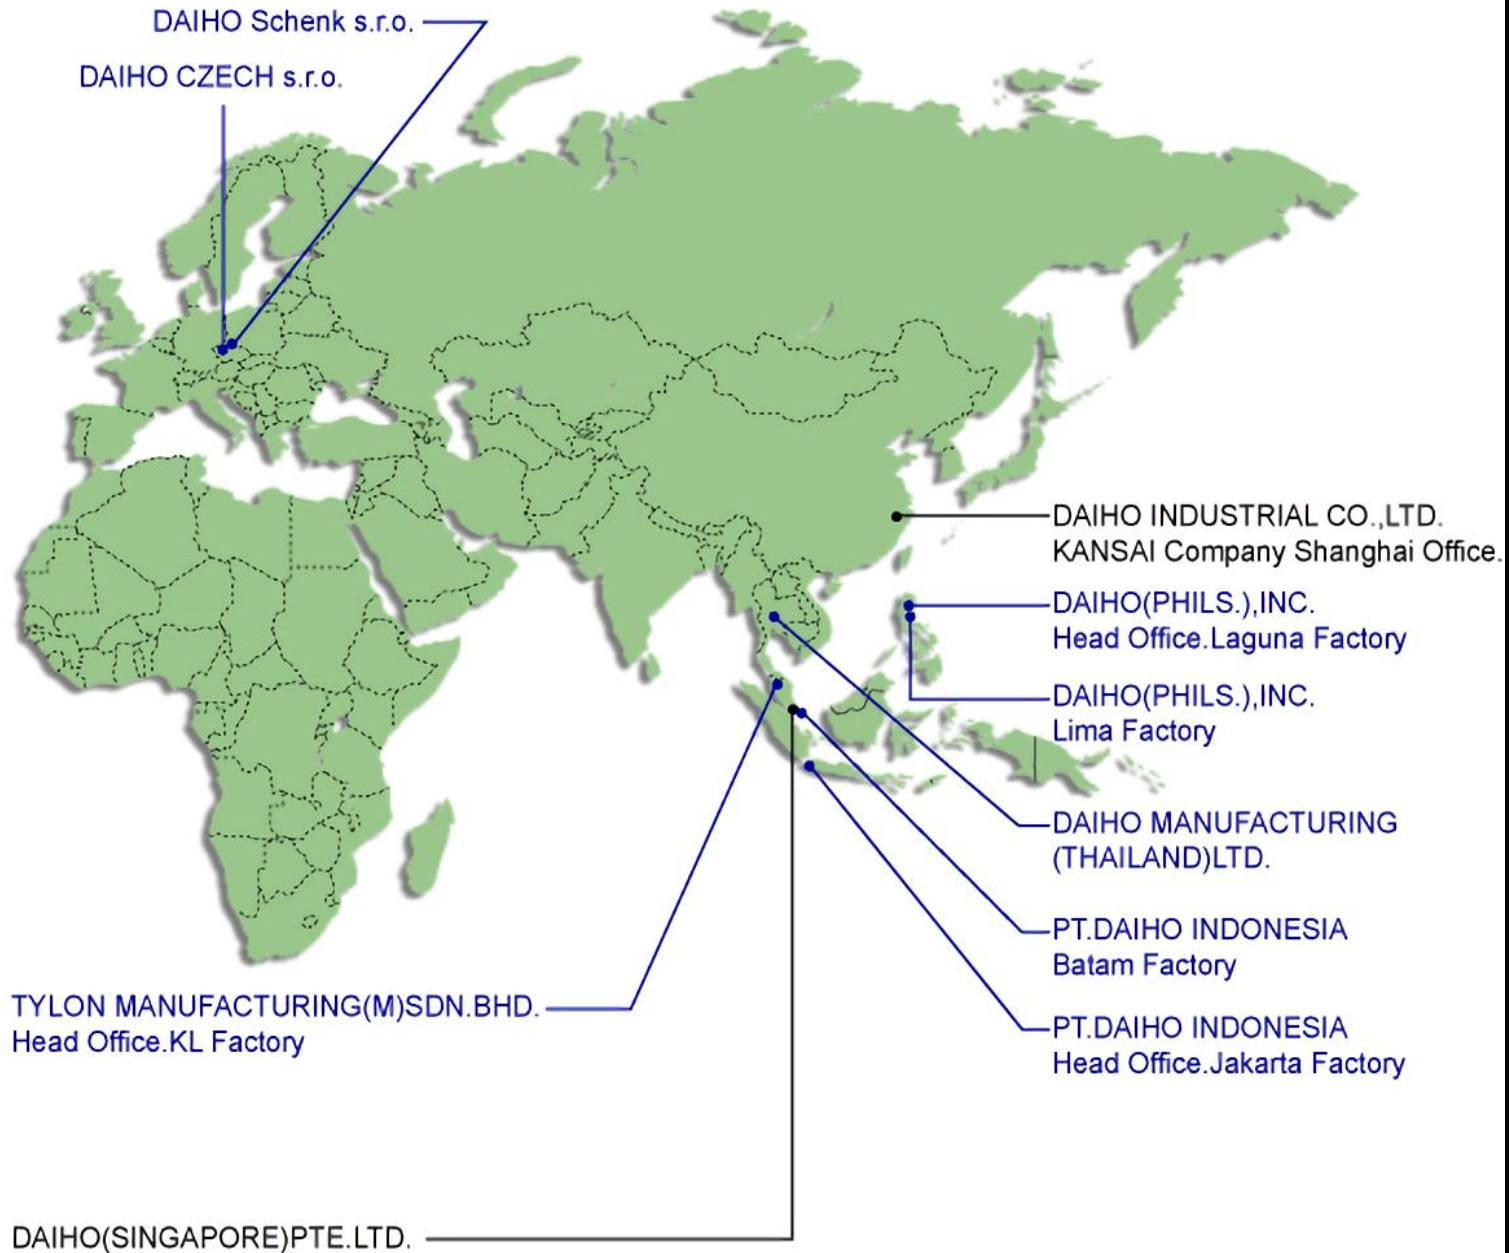 DAIHO Schenk s.r.o.
DAIHO CZECH s.r.o.
DAIHO INDUSTRIAL CO.,LTD.
KANSAI Company Shanghai Office.
DAIHO(PHILS.),INC.
Head Office.Laguna Factory
DAIHO(PHILS.),INC.
Lima Factory
DAIHO MANUFACTURING
(THAILAND)LTD.
PT.DAIHO INDONESIA
Batam Factory
PT.DAIHO INDONESIA
Head Office.Jakarta Factory
TYLON MANUFACTURING(M)SDN.BHD.
Head Office.KL Factory
DAIHO(SINGAPORE)PTE.LTD.